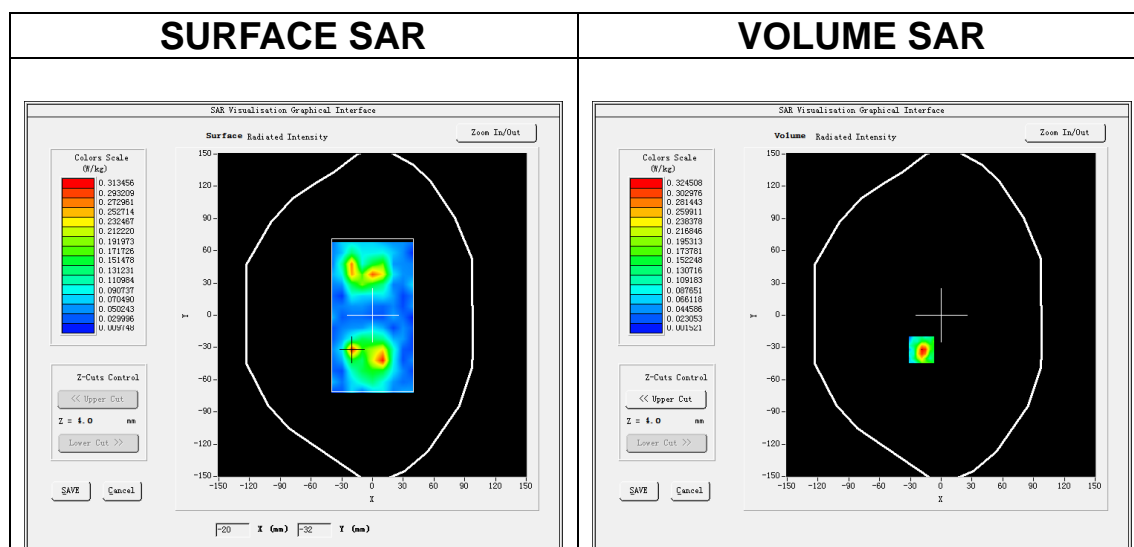 SURFACE SAR
VOLUME SAR
SAR Visualisation Graphical Interface
Surface Radiated Intensity
Zoom In/Out
Colors Scale
(W/kg)
0.313456
0.293209
0.272961
0.252714
0.232467
0.212220
0.191973
0.171726
0.151478
0.131231
0.110984
0.090737
0.070490
0.050243
0.029996
0.009748
Z-Cuts Control
<< Upper Cut
Z = 4.0 mm
Lower Cut >>
SAVE Cancel
150
120
90
60
30
0
-30
-60
-90
-120
-150
Y
-150 -120 -90 -60 -30 0 30 60 90 120 150
X
-20 X (mm) -32 Y (mm)
SAR Visualisation Graphical Interface
Volume Radiated Intensity
Zoom In/Out
Colors Scale
(W/kg)
0.324508
0.302976
0.281443
0.259911
0.238378
0.216846
0.195313
0.173781
0.152248
0.130716
0.109183
0.087651
0.066118
0.044586
0.023053
0.001521
Z-Cuts Control
<< Upper Cut
Z = 4.0 mm
Lower Cut >>
SAVE Cancel
150
120
90
60
30
0
-30
-60
-90
-120
-150
Y
-150 -120 -90 -60 -30 0 30 60 90 120 150
X